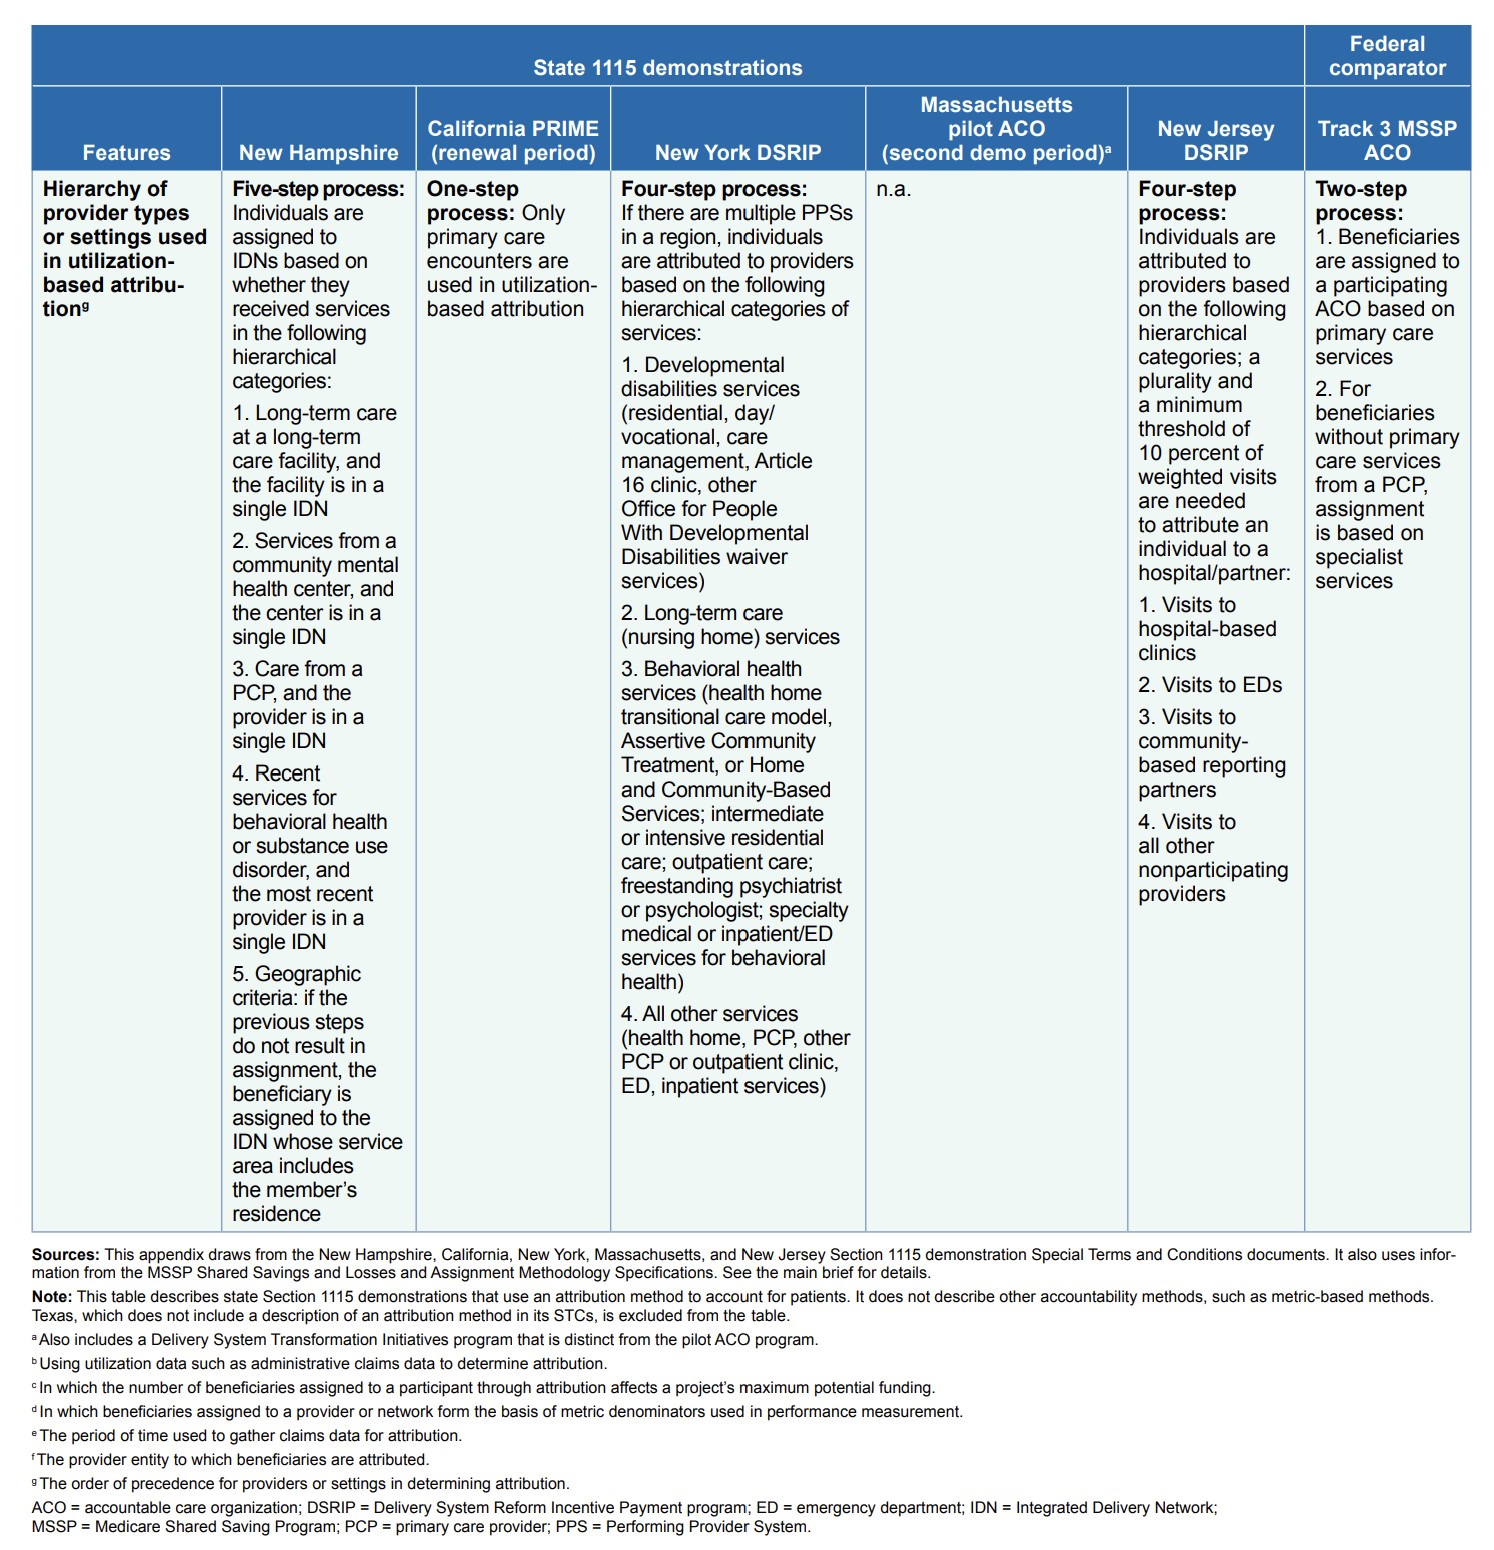 State 1115 demonstrations
Federal
comparator
Features
New Hampshire
California PRIME
(renewal period)
New York DSRIP
Massachusetts
pilot ACO
(second demo period)ᵃ
New Jersey
DSRIP
Track 3 MSSP
ACO
Hierarchy of
provider types
or settings used
in utilization-
based attribu-
tionᵍ
Five-step process:
Individuals are
assigned to
IDNs based on
whether they
received services
in the following
hierarchical
categories:
1. Long-term care
at a long-term
care facility, and
the facility is in a
single IDN
2. Services from a
community mental
health center, and
the center is in a
single IDN
3. Care from a
PCP, and the
provider is in a
single IDN
4. Recent
services for
behavioral health
or substance use
disorder, and
the most recent
provider is in a
single IDN
5. Geographic
criteria: if the
previous steps
do not result in
assignment, the
beneficiary is
assigned to the
IDN whose service
area includes
the member’s
residence
One-step
process: Only
primary care
encounters are
used in utilization-
based attribution
Four-step process:
If there are multiple PPSs
in a region, individuals
are attributed to providers
based on the following
hierarchical categories of
services:
1. Developmental
disabilities services
(residential, day/
vocational, care
management, Article
16 clinic, other
Office for People
With Developmental
Disabilities waiver
services)
2. Long-term care
(nursing home) services
3. Behavioral health
services (health home
transitional care model,
Assertive Community
Treatment, or Home
and Community-Based
Services; intermediate
or intensive residential
care; outpatient care;
freestanding psychiatrist
or psychologist; specialty
medical or inpatient/ED
services for behavioral
health)
4. All other services
(health home, PCP, other
PCP or outpatient clinic,
ED, inpatient services)
n.a.
Four-step
process:
Individuals are
attributed to
providers based
on the following
hierarchical
categories; a
plurality and
a minimum
threshold of
10 percent of
weighted visits
are needed
to attribute an
individual to a
hospital/partner:
1. Visits to
hospital-based
clinics
2. Visits to EDs
3. Visits to
community-
based reporting
partners
4. Visits to
all other
nonparticipating
providers
Two-step
process:
1. Beneficiaries
are assigned to
a participating
ACO based on
primary care
services
2. For
beneficiaries
without primary
care services
from a PCP,
assignment
is based on
specialist
services
Sources: This appendix draws from the New Hampshire, California, New York, Massachusetts, and New Jersey Section 1115 demonstration Special Terms and Conditions documents. It also uses infor-
mation from the MSSP Shared Savings and Losses and Assignment Methodology Specifications. See the main brief for details.
Note: This table describes state Section 1115 demonstrations that use an attribution method to account for patients. It does not describe other accountability methods, such as metric-based methods.
Texas, which does not include a description of an attribution method in its STCs, is excluded from the table.
ᵃ Also includes a Delivery System Transformation Initiatives program that is distinct from the pilot ACO program.
ᵇ Using utilization data such as administrative claims data to determine attribution.
ᶜ In which the number of beneficiaries assigned to a participant through attribution affects a project’s maximum potential funding.
ᵈ In which beneficiaries assigned to a provider or network form the basis of metric denominators used in performance measurement.
ᵉ The period of time used to gather claims data for attribution.
ᶠ The provider entity to which beneficiaries are attributed.
ᵍ The order of precedence for providers or settings in determining attribution.
ACO = accountable care organization; DSRIP = Delivery System Reform Incentive Payment program; ED = emergency department; IDN = Integrated Delivery Network;
MSSP = Medicare Shared Saving Program; PCP = primary care provider; PPS = Performing Provider System.